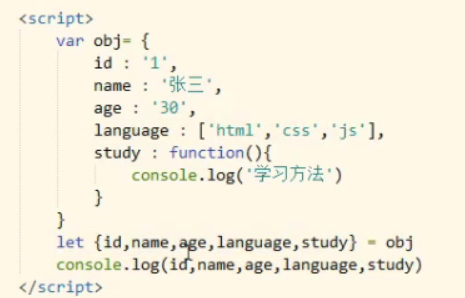 <script>
    var obj= {
        id : '1',
        name : '张三',
        age : '30',
        language : ['html','css','js'],
        study : function(){
            console.log('学习方法')
        }
    }
    let {id,name,age,language,study} = obj
    console.log(id,name,age,language,study)
</script>